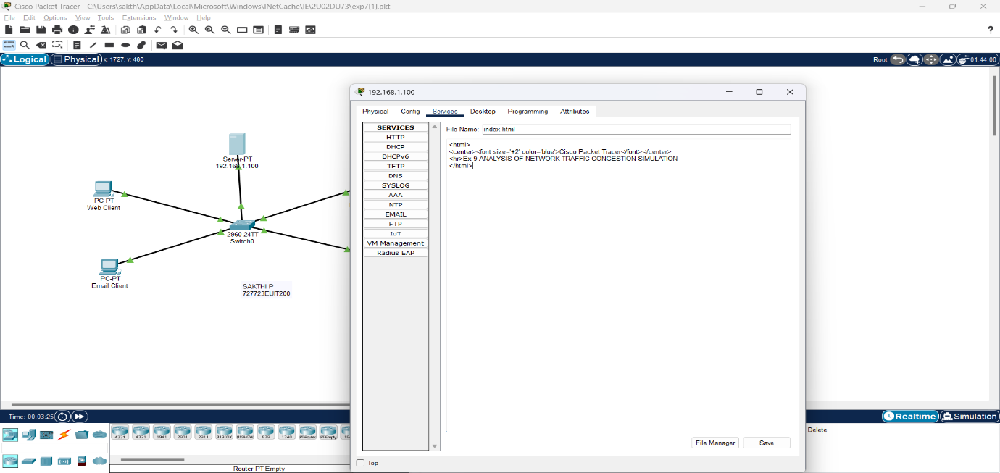 Cisco Packet Tracer - C:\Users\sakth\AppData\Local\Microsoft\Windows\INetCache\IE\2U02DU73\exp7[1].pkt
File Edit Options View Tools Extensions Window Help
?
Logical Physical x: 1727, y: 480 Root 01:44:00
192.168.1.100
Physical Config Services Desktop Programming Attributes
SERVICES
HTTP
DHCP
DHCPv6
TFTP
DNS
SYSLOG
AAA
NTP
EMAIL
FTP
IoT
VM Management
Radius EAP
File Name: index.html
<html>
<center><font size='+2' color='blue'>Cisco Packet Tracer</font></center>
<hr>Ex 9-ANALYSIS OF NETWORK TRAFFIC CONGESTION SIMULATION
</html>
File Manager Save
Top
Server-PT
192.168.1.100
PC-PT
Web Client
2960-24TT
Switch0
PC-PT
Email Client
SAKTHI P
727723EUIT200
Time: 00:03:25 Realtime Simulation
4331 4321 1941 2901 2911 819IOX 819HGW 829 1240 PT-Router PT-Empty
Delete
Router-PT-Empty